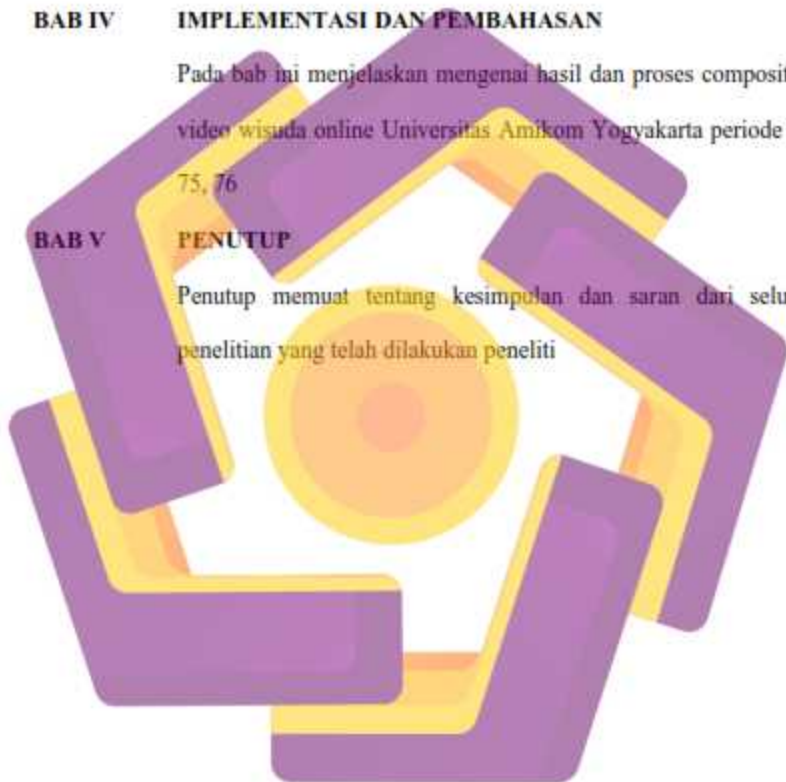 BAB IV IMPLEMENTASI DAN PEMBAHASAN
Pada bab ini menjelaskan mengenai hasil dan proses composit
video wisuda online Universitas Amikom Yogyakarta periode
75, 76
BAB V PENUTUP
Penutup memuat tentang kesimpulan dan saran dari selu
penelitian yang telah dilakukan peneliti